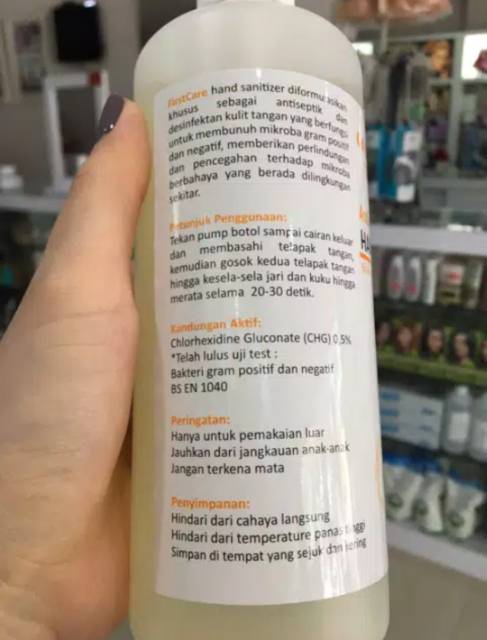 FirstCare hand sanitizer diformulasikan
khusus sebagai antiseptik dan
desinfektan kulit tangan yang berfungsi
untuk membunuh mikroba gram positif
dan negatif, memberikan perlindungan
dan pencegahan terhadap mikroba
berbahaya yang berada dilingkungan
sekitar.
Petunjuk Penggunaan:
Tekan pump botol sampai cairan keluar
dan membasahi telapak tangan,
kemudian gosok kedua telapak tangan
hingga kesela-sela jari dan kuku hingga
merata selama 20-30 detik.
Kandungan Aktif:
Chlorhexidine Gluconate (CHG) 0,5%
*Telah lulus uji test :
Bakteri gram positif dan negatif
BS EN 1040
Peringatan:
Hanya untuk pemakaian luar
Jauhkan dari jangkauan anak-anak
Jangan terkena mata
Penyimpanan:
Hindari dari cahaya langsung
Hindari dari temperature panas tinggi
Simpan di tempat yang sejuk dan kering